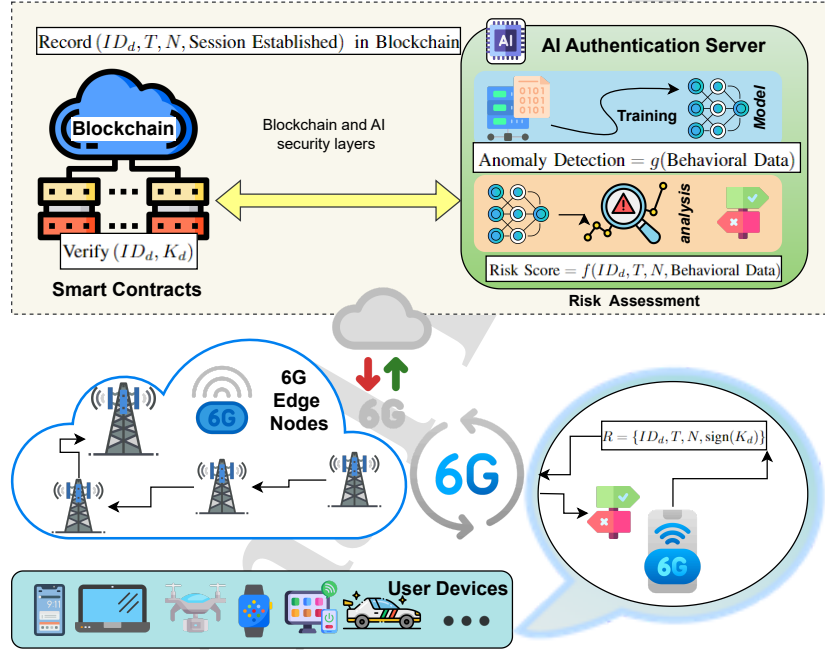 Record (ID_d, T, N, Session Established) in Blockchain
AI
AI Authentication Server
Blockchain
Blockchain and AI
security layers
0101
0101
0101
Training
Model
Anomaly Detection = g(Behavioral Data)
analysis
Verify (ID_d, K_d)
Risk Score = f(ID_d, T, N, Behavioral Data)
Smart Contracts
Risk Assessment
6G
Edge
Nodes
6G
6G
6G
R = {ID_d, T, N, sign(K_d)}
6G
User Devices
9:11